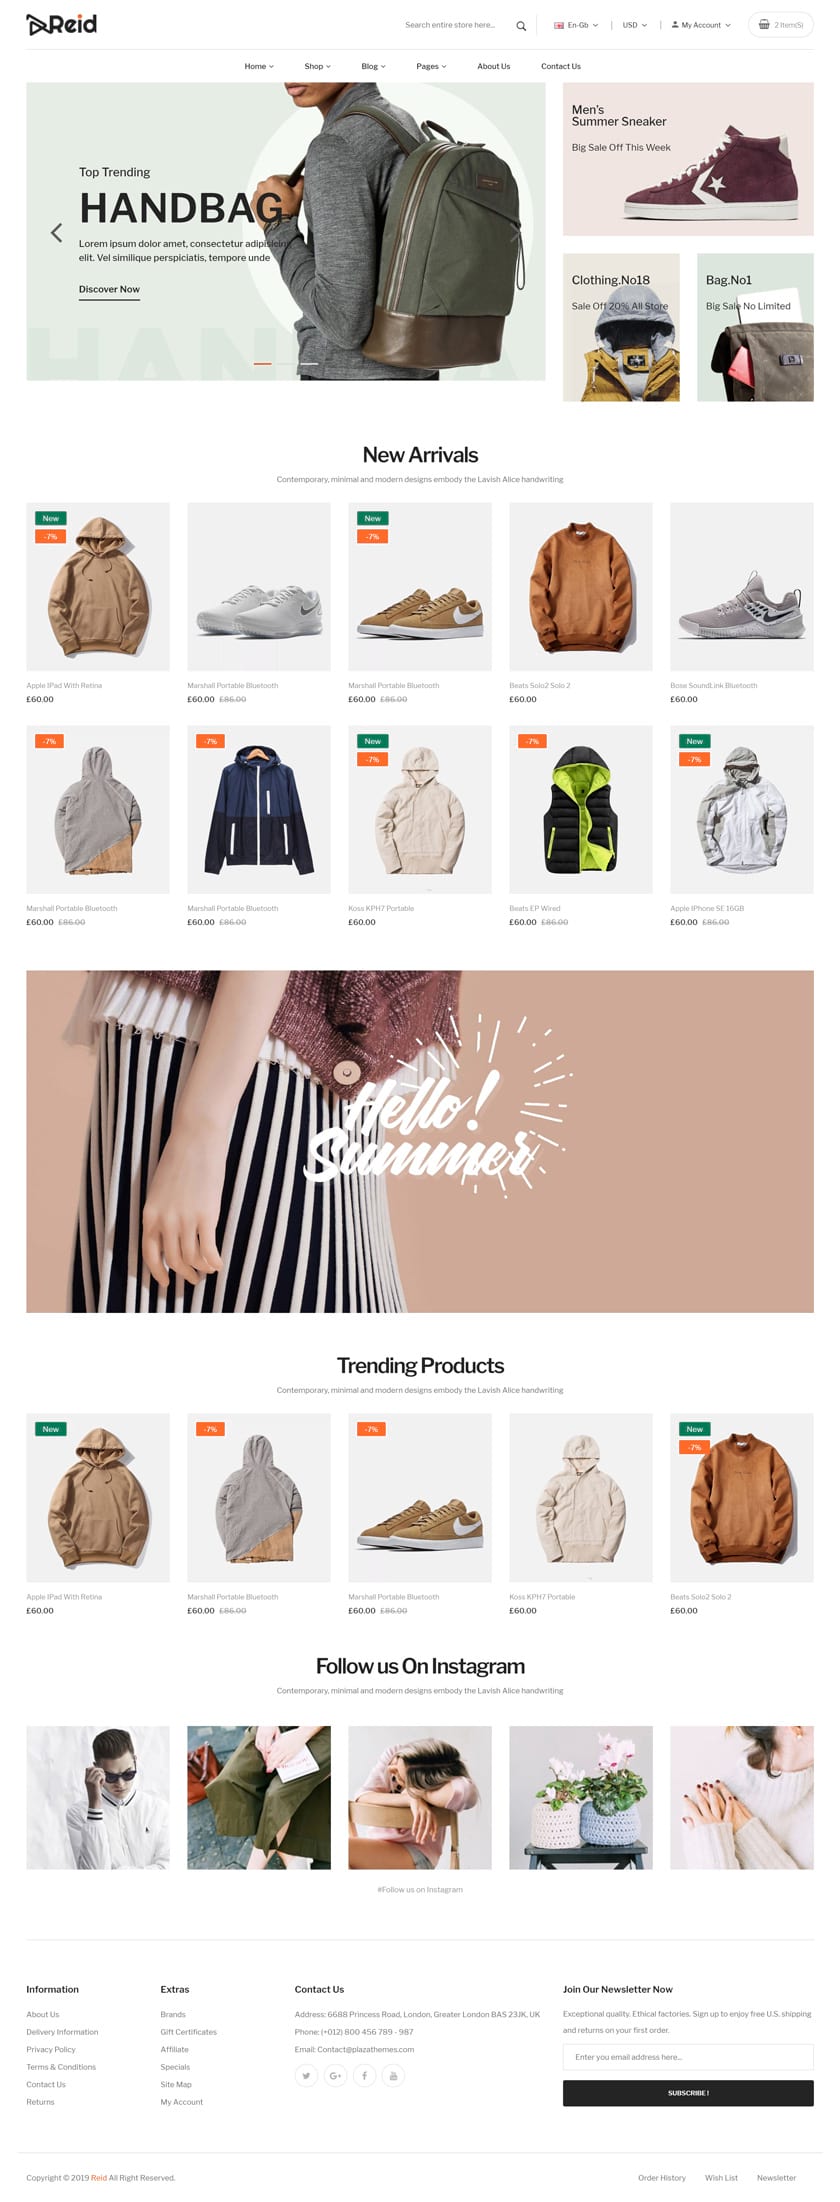 Reid
Search entire store here...
En-Gb
USD
My Account
2 Item(S)
Home
Shop
Blog
Pages
About Us
Contact Us
Top Trending
HANDBAG
Lorem ipsum dolor amet, consectetur adipisicing
elit. Vel similique perspiciatis, tempore unde
Discover Now
Men's
Summer Sneaker
Big Sale Off This Week
Clothing.No18
Sale Off 20% All Store
Bag.No1
Big Sale No Limited
New Arrivals
Contemporary, minimal and modern designs embody the Lavish Alice handwriting
New
-7%
New
-7%
Apple IPad With Retina
Marshall Portable Bluetooth
Marshall Portable Bluetooth
Beats Solo2 Solo 2
Bose SoundLink Bluetooth
£60.00
£60.00 £86.00
£60.00 £86.00
£60.00
£60.00
-7%
-7%
New
-7%
-7%
New
-7%
Marshall Portable Bluetooth
Marshall Portable Bluetooth
Koss KPH7 Portable
Beats EP Wired
Apple IPhone SE 16GB
£60.00 £86.00
£60.00 £86.00
£60.00
£60.00 £86.00
£60.00 £86.00
Hello!
Summer
Trending Products
Contemporary, minimal and modern designs embody the Lavish Alice handwriting
New
-7%
-7%
New
-7%
Apple IPad With Retina
Marshall Portable Bluetooth
Marshall Portable Bluetooth
Koss KPH7 Portable
Beats Solo2 Solo 2
£60.00
£60.00 £86.00
£60.00 £86.00
£60.00
£60.00
Follow us On Instagram
Contemporary, minimal and modern designs embody the Lavish Alice handwriting
#Follow us on Instagram
Information
About Us
Delivery Information
Privacy Policy
Terms & Conditions
Contact Us
Returns
Extras
Brands
Gift Certificates
Affiliate
Specials
Site Map
My Account
Contact Us
Address: 6688 Princess Road, London, Greater London BAS 23JK, UK
Phone: (+012) 800 456 789 - 987
Email: Contact@plazathemes.com
Join Our Newsletter Now
Exceptional quality. Ethical factories. Sign up to enjoy free U.S. shipping
and returns on your first order.
Enter you email address here...
SUBSCRIBE !
Copyright © 2019 Reid All Right Reserved.
Order History
Wish List
Newsletter